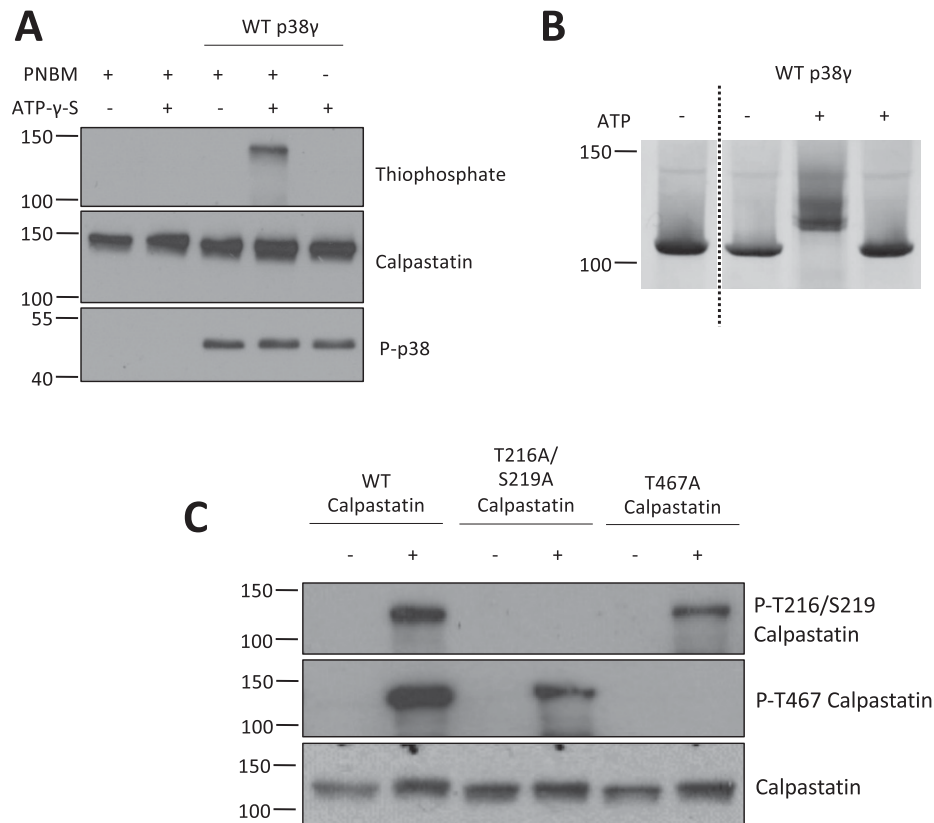 A
WT p38γ
PNBM + + + + -
ATP-γ-S - + - + +
150
100
Thiophosphate
150
100
Calpastatin
55
40
P-p38
B
WT p38γ
ATP - - + +
150
100
C
WT
Calpastatin
T216A/
S219A
Calpastatin
T467A
Calpastatin
- + - + - +
150
100
P-T216/S219
Calpastatin
150
100
P-T467 Calpastatin
150
100
Calpastatin